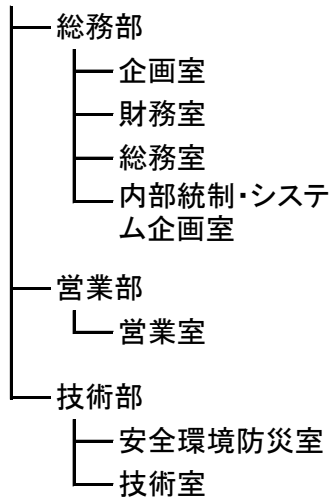 総務部
企画室
財務室
総務室
内部統制・システ
ム企画室
営業部
営業室
技術部
安全環境防災室
技術室